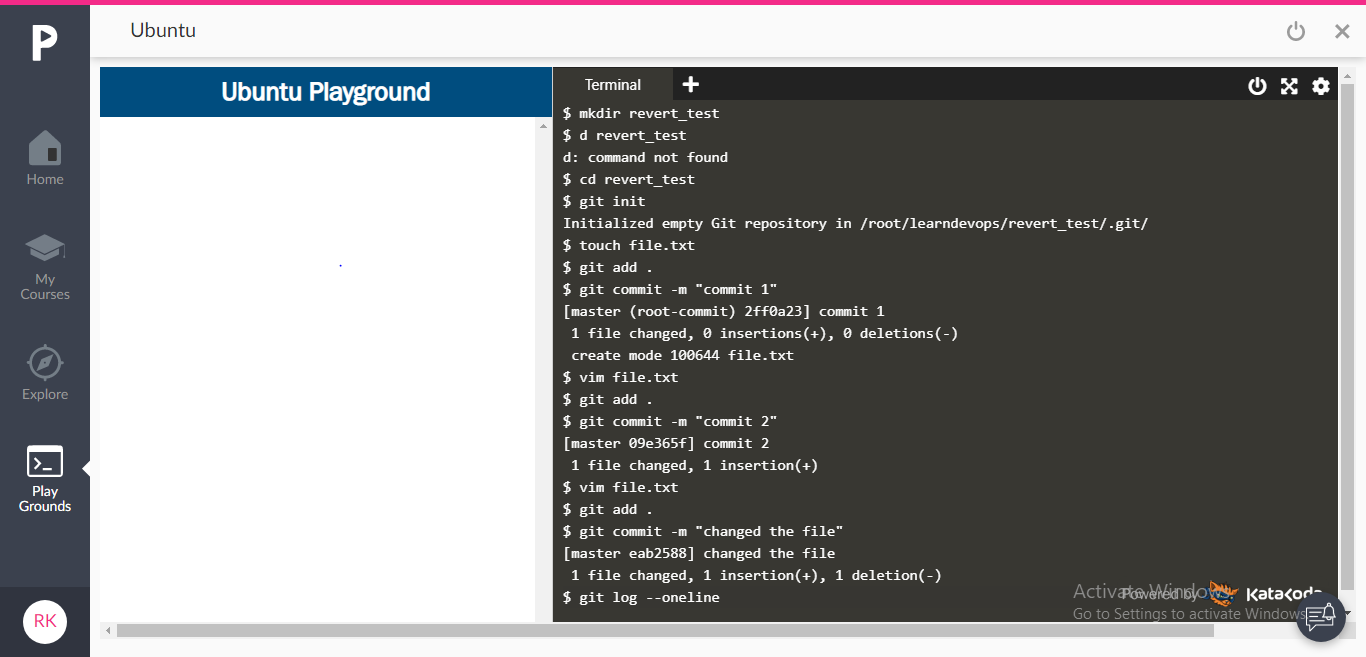 Ubuntu
Home
My
Courses
Explore
Play
Grounds
RK
Ubuntu Playground
Terminal
$ mkdir revert_test
$ d revert_test
d: command not found
$ cd revert_test
$ git init
Initialized empty Git repository in /root/learndevops/revert_test/.git/
$ touch file.txt
$ git add .
$ git commit -m "commit 1"
[master (root-commit) 2ff0a23] commit 1
 1 file changed, 0 insertions(+), 0 deletions(-)
 create mode 100644 file.txt
$ vim file.txt
$ git add .
$ git commit -m "commit 2"
[master 09e365f] commit 2
 1 file changed, 1 insertion(+)
$ vim file.txt
$ git add .
$ git commit -m "changed the file"
[master eab2588] changed the file
 1 file changed, 1 insertion(+), 1 deletion(-)
$ git log --oneline
Activate Windows
Powered by Katacoda
Go to Settings to activate Windows